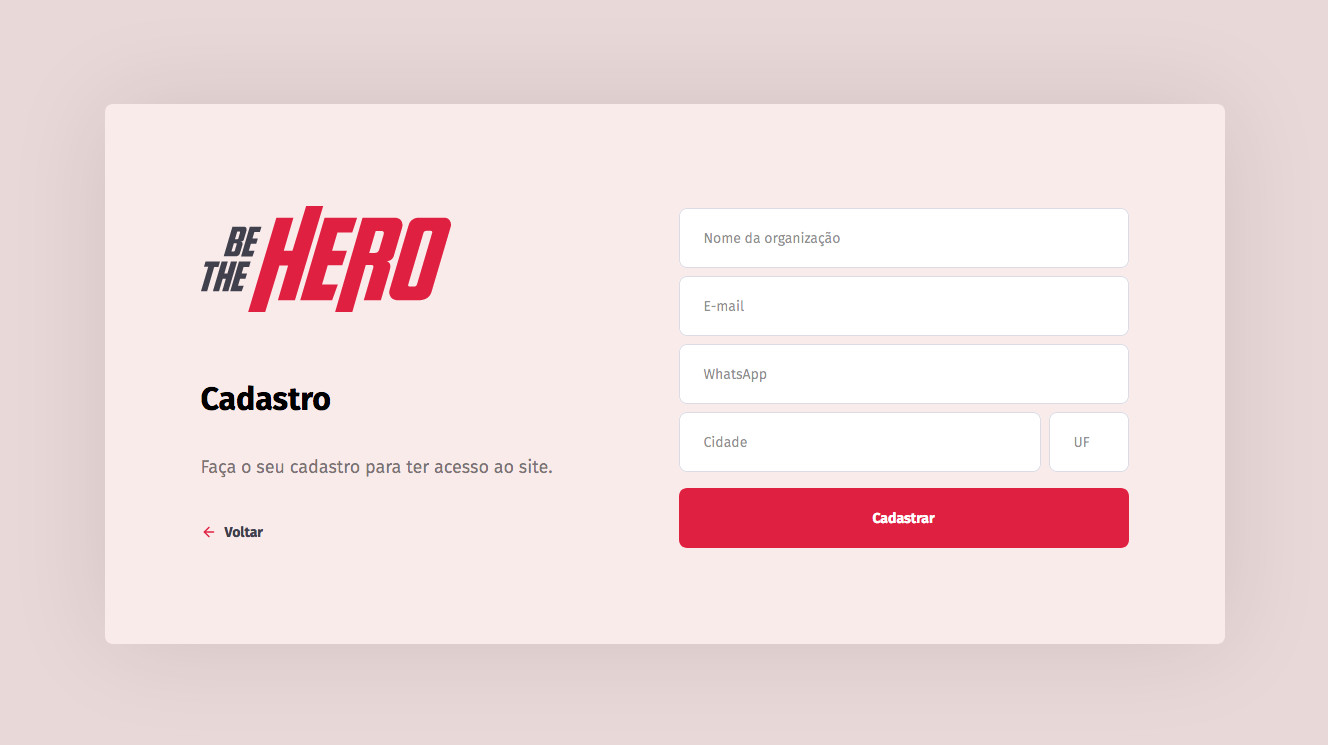 BE
THE HERO
Cadastro
Faça o seu cadastro para ter acesso ao site.
Voltar
Nome da organização
E-mail
WhatsApp
Cidade UF
Cadastrar